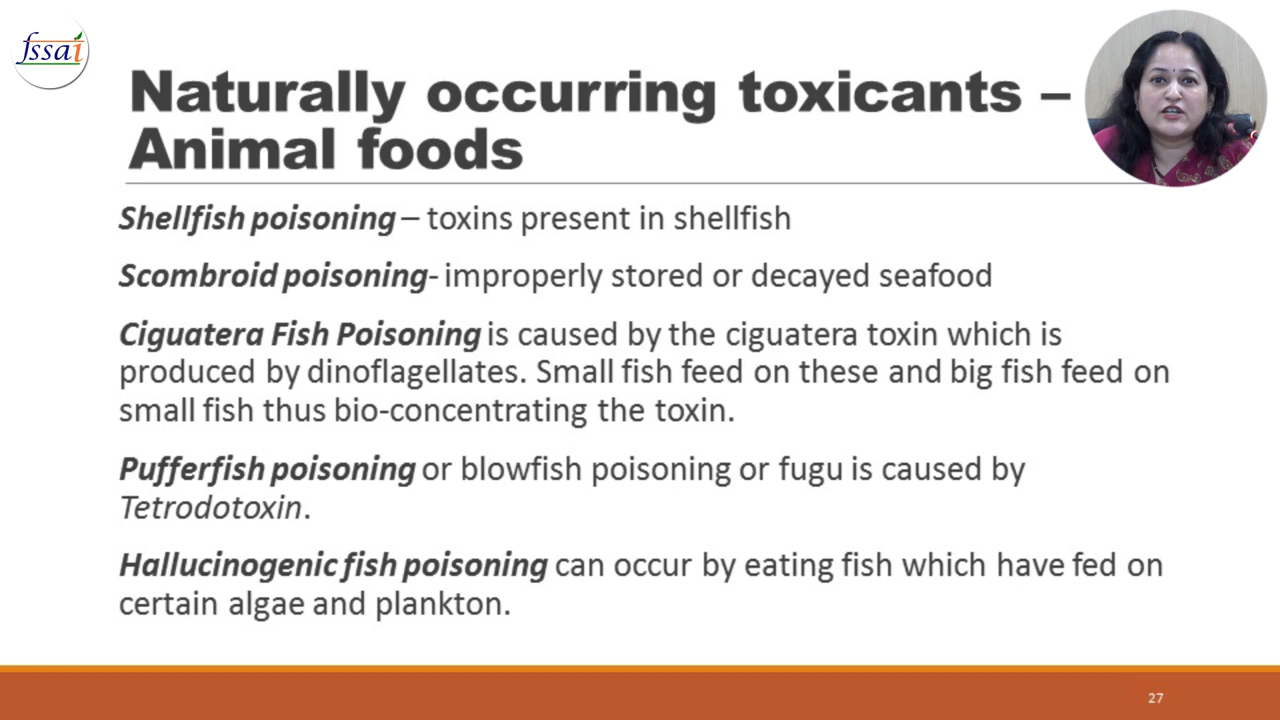 fssai
Naturally occurring toxicants –
Animal foods
Shellfish poisoning – toxins present in shellfish
Scombroid poisoning- improperly stored or decayed seafood
Ciguatera Fish Poisoning is caused by the ciguatera toxin which is
produced by dinoflagellates. Small fish feed on these and big fish feed on
small fish thus bio-concentrating the toxin.
Pufferfish poisoning or blowfish poisoning or fugu is caused by
Tetrodotoxin.
Hallucinogenic fish poisoning can occur by eating fish which have fed on
certain algae and plankton.
27